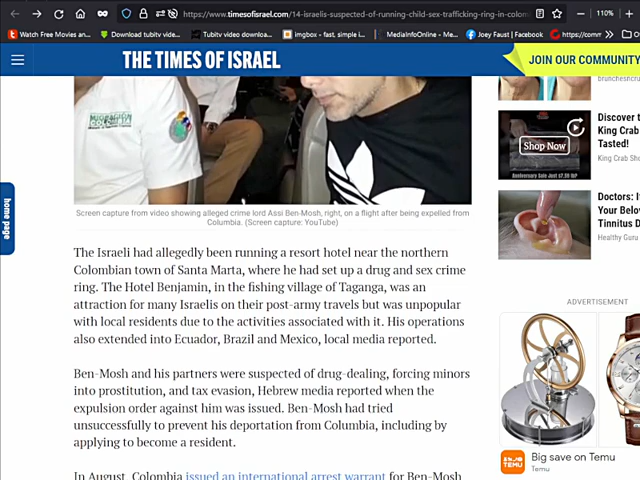 https://www.timesofisrael.com/14-israelis-suspected-of-running-child-sex-trafficking-ring-in-colom
110%
Watch Free Movies an...
Download tubitv vid...
Tubitv video downloa...
imgbox - fast, simple i...
MediaInfoOnline - Me...
Joey Faust | Facebook
https://comm
THE TIMES OF ISRAEL
JOIN OUR COMMUNITY
bruncheshcrub
MIGRACIÓN
COLOMBIA
Discover t
King Crab
Tasted!
King Crab Sh
Shop Now
Anniversary Sale Just $7.99
home page
Screen capture from video showing alleged crime lord Assi Ben-Mosh, right, on a flight after being expelled from
Columbia. (Screen capture: YouTube)
Doctors: I
Your Belo
Tinnitus D
Healthy Guru
The Israeli had allegedly been running a resort hotel near the northern
Colombian town of Santa Marta, where he had set up a drug and sex crime
ring. The Hotel Benjamin, in the fishing village of Taganga, was an
attraction for many Israelis on their post-army travels but was unpopular
with local residents due to the activities associated with it. His operations
also extended into Ecuador, Brazil and Mexico, local media reported.
ADVERTISEMENT
Ben-Mosh and his partners were suspected of drug-dealing, forcing minors
into prostitution, and tax evasion, Hebrew media reported when the
expulsion order against him was issued. Ben-Mosh had tried
unsuccessfully to prevent his deportation from Columbia, including by
applying to become a resident.
TEMU
Big save on Temu
Temu
In August, Colombia issued an international arrest warrant for Ben-Mosh